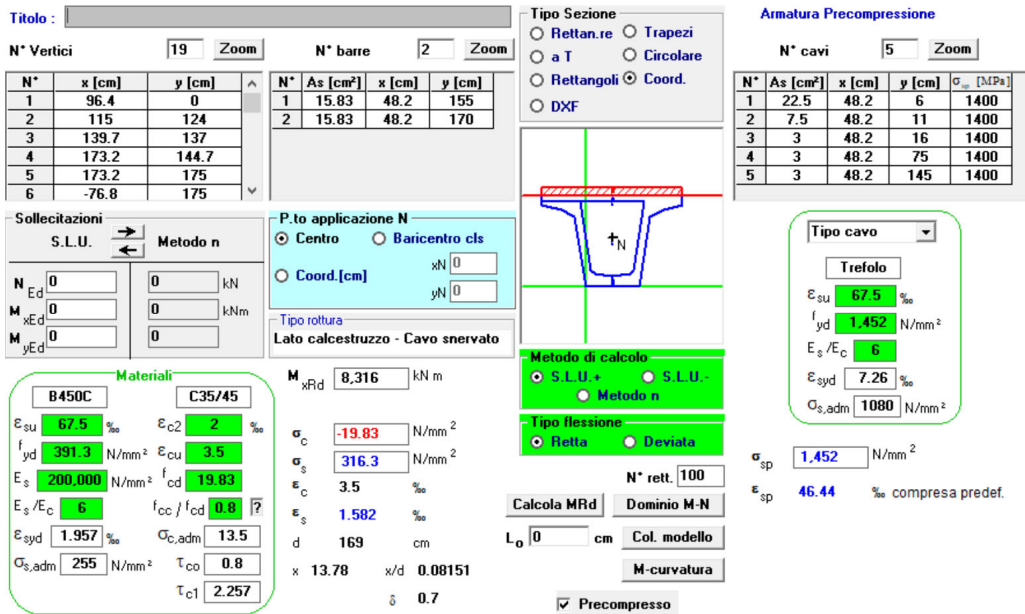 Titolo :
N° Vertici 19 Zoom
N° barre 2 Zoom
N° x [cm] y [cm]
1 96.4 0
2 115 124
3 139.7 137
4 173.2 144.7
5 173.2 175
6 -76.8 175
N° As [cm²] x [cm] y [cm]
1 15.83 48.2 155
2 15.83 48.2 170
Tipo Sezione
Rettan.re Trapezi
a T Circolare
Rettangoli Coord.
DXF
Armatura Precompressione
N° cavi 5 Zoom
N° As [cm²] x [cm] y [cm] σsp [MPa]
1 22.5 48.2 6 1400
2 7.5 48.2 11 1400
3 3 48.2 16 1400
4 3 48.2 75 1400
5 3 48.2 145 1400
Sollecitazioni
S.L.U. Metodo n
N Ed 0 0 kN
M xEd 0 0 kNm
M yEd 0 0
P.to applicazione N
Centro Baricentro cls
Coord.[cm]
xN 0
yN 0
Tipo rottura
Lato calcestruzzo - Cavo snervato
N
Tipo cavo
Trefolo
εsu 67.5 ‰
fyd 1,452 N/mm²
Es/Ec 6
εsyd 7.26 ‰
σs,adm 1080 N/mm²
Materiali
B450C C35/45
εsu 67.5 ‰ εc2 2 ‰
fyd 391.3 N/mm² εcu 3.5
Es 200,000 N/mm² fcd 19.83
Es/Ec 6 fcc / fcd 0.8 ?
εsyd 1.957 ‰ σc,adm 13.5
σs,adm 255 N/mm² τco 0.8
τc1 2.257
M xRd 8,316 kN m
σc -19.83 N/mm²
σs 316.3 N/mm²
εc 3.5 ‰
εs 1.582 ‰
d 169 cm
x 13.78 x/d 0.08151
δ 0.7
Metodo di calcolo
S.L.U.+ S.L.U.-
Metodo n
Tipo flessione
Retta Deviata
N° rett. 100
Calcola MRd Dominio M-N
Lo 0 cm Col. modello
M-curvatura
Precompresso
σsp 1,452 N/mm²
εsp 46.44 ‰ compresa predef.